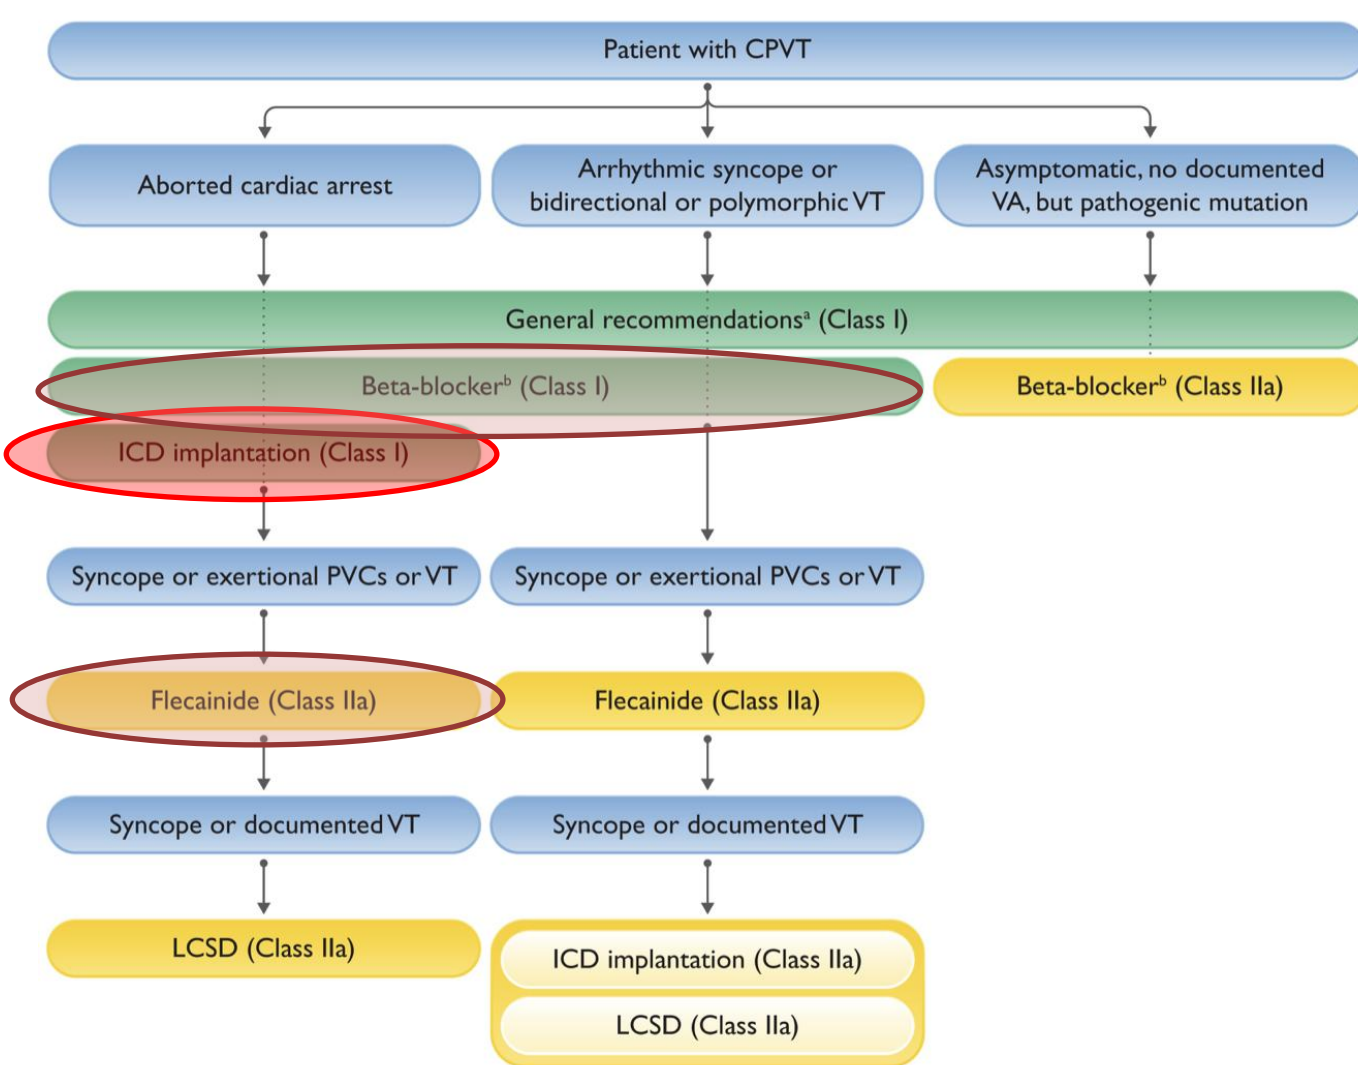 Patient with CPVT
Aborted cardiac arrest
Arrhythmic syncope or
bidirectional or polymorphic VT
Asymptomatic, no documented
VA, but pathogenic mutation
General recommendationsᵃ (Class I)
Beta-blockerᵇ (Class I)
Beta-blockerᵇ (Class IIa)
ICD implantation (Class I)
Syncope or exertional PVCs or VT
Syncope or exertional PVCs or VT
Flecainide (Class IIa)
Flecainide (Class IIa)
Syncope or documented VT
Syncope or documented VT
LCSD (Class IIa)
ICD implantation (Class IIa)
LCSD (Class IIa)